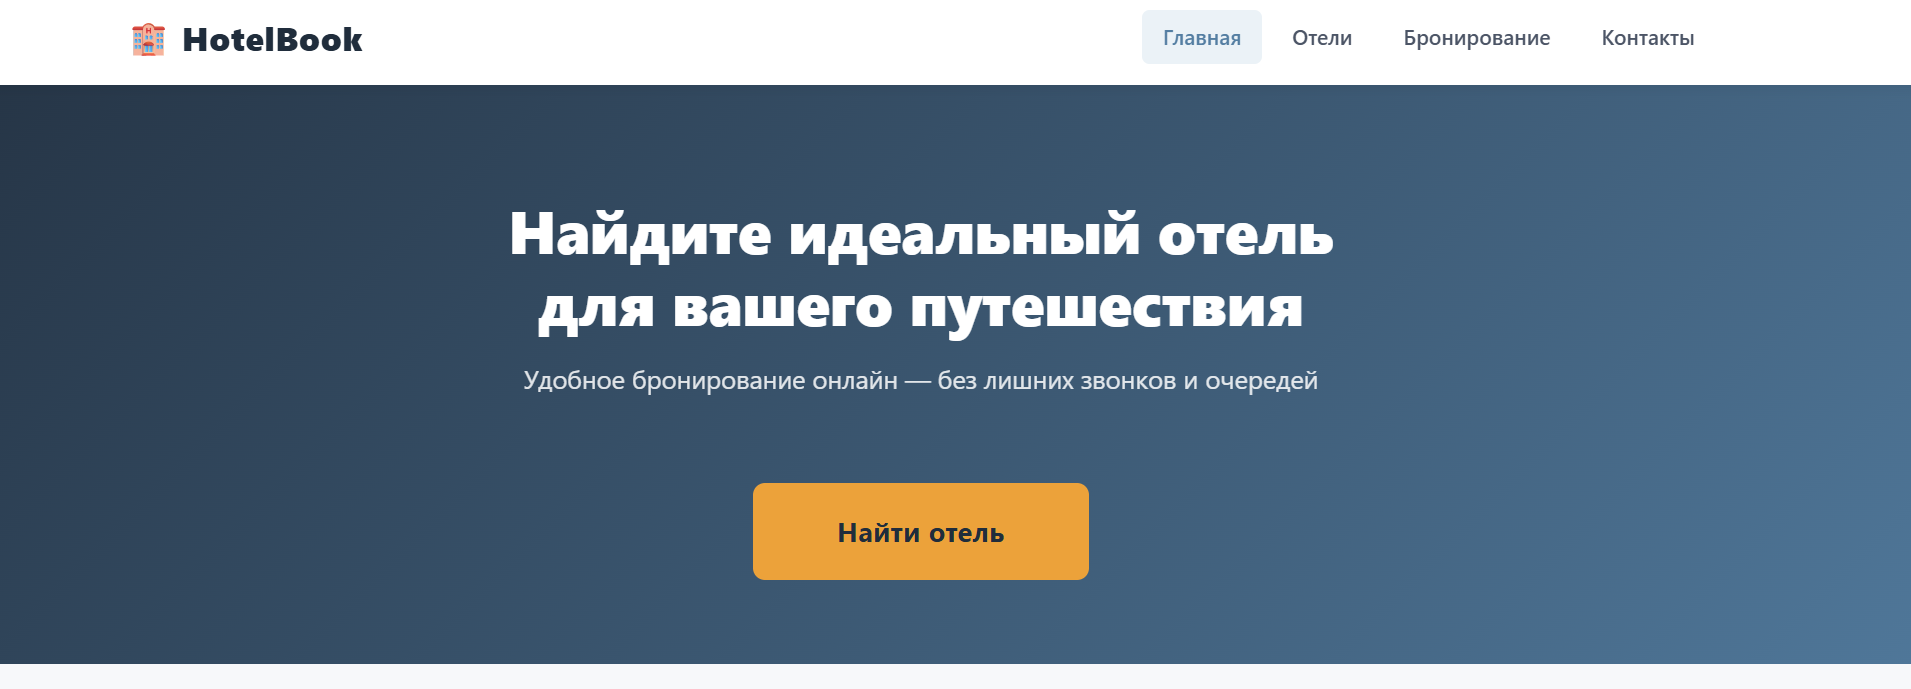 HotelBook
Главная Отели Бронирование Контакты
Найдите идеальный отель
для вашего путешествия
Удобное бронирование онлайн — без лишних звонков и очередей
Найти отель